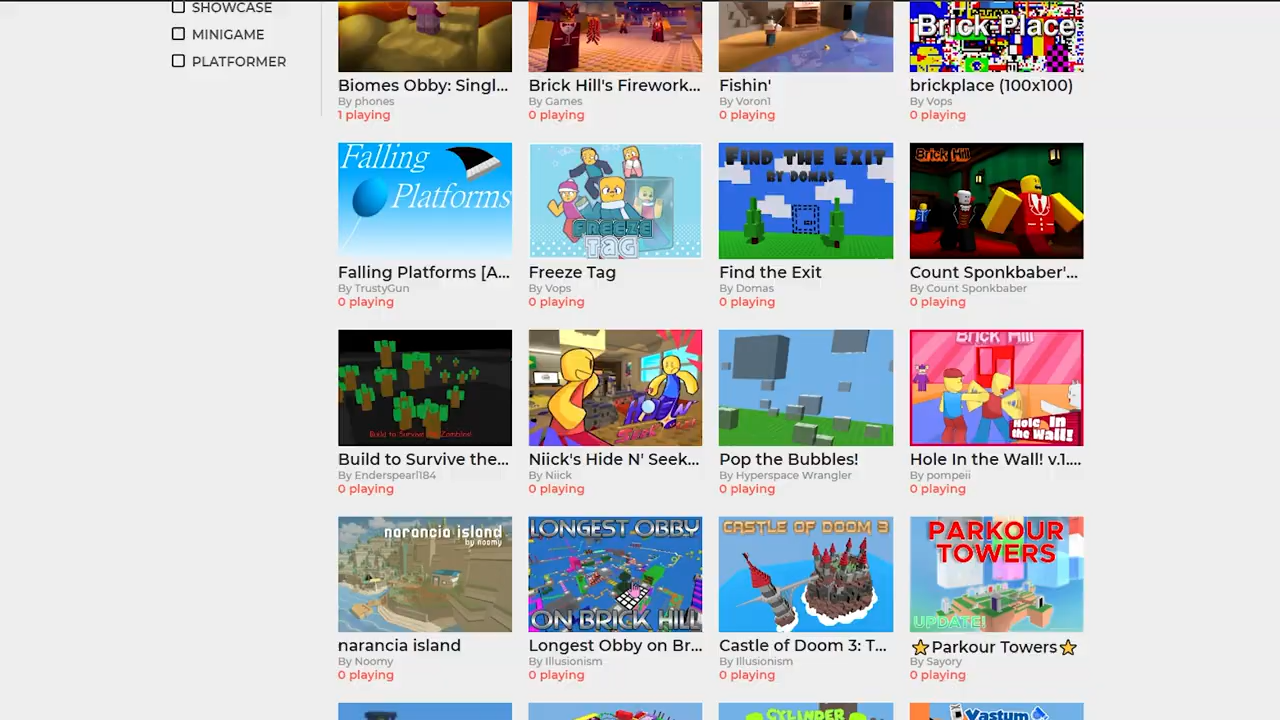 SHOWCASE
MINIGAME
PLATFORMER
Brick-Place
Biomes Obby: Singl...
By phones
1 playing
Brick Hill's Firework...
By Games
0 playing
Fishin'
By Voron1
0 playing
brickplace (100x100)
By Vops
0 playing
Falling
Platforms
FREEZE
TAG
FIND THE EXIT
BY DOMAS
Brick Hill
Falling Platforms [A...
By TrustyGun
0 playing
Freeze Tag
By Vops
0 playing
Find the Exit
By Domas
0 playing
Count Sponkbaber'...
By Count Sponkbaber
0 playing
Build to Survive the Zombies!
Brick Hill
Hole In
the Wall!
Build to Survive the...
By Enderspearl184
0 playing
Niick's Hide N' Seek...
By Niick
0 playing
Pop the Bubbles!
By Hyperspace Wrangler
0 playing
Hole In the Wall! v.1....
By pompeii
0 playing
narancia island
by noomy
LONGEST OBBY
ON BRICK HILL
CASTLE OF DOOM 3
PARKOUR
TOWERS
UPDATE!
narancia island
By Noomy
0 playing
Longest Obby on Br...
By Illusionism
0 playing
Castle of Doom 3: T...
By Illusionism
0 playing
⭐Parkour Towers⭐
By Sayory
0 playing
CYLINDER
Vastum